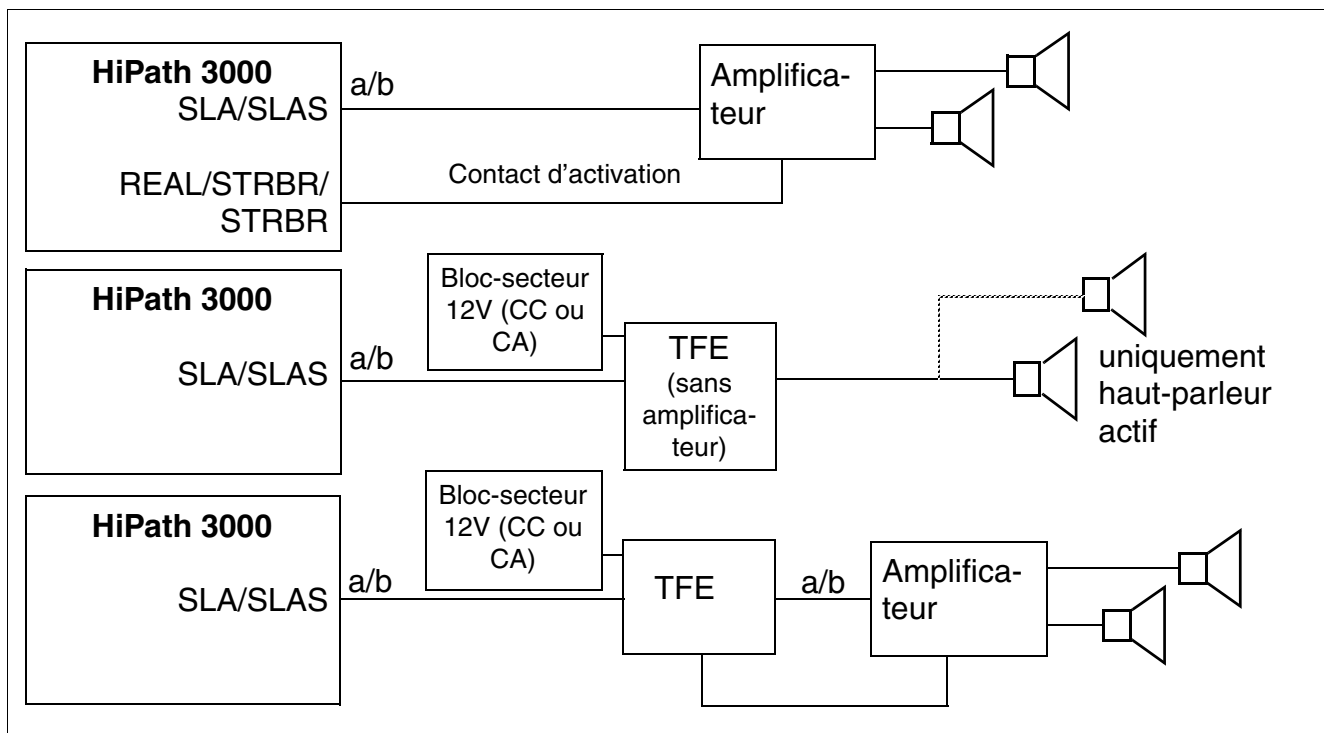 HiPath 3000
SLA/SLAS
a/b
Amplifica-
teur
REAL/STRBR/
STRBR
Contact d'activation
HiPath 3000
SLA/SLAS
a/b
Bloc-secteur
12V (CC ou
CA)
TFE
(sans
amplifica-
teur)
uniquement
haut-parleur
actif
HiPath 3000
SLA/SLAS
a/b
Bloc-secteur
12V (CC ou
CA)
TFE
a/b
Amplifica-
teur